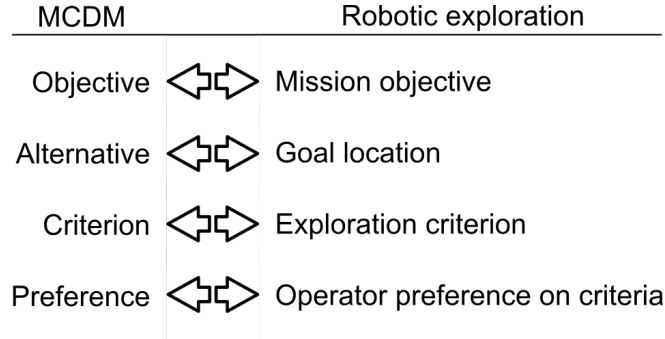 MCDM Robotic exploration
Objective Mission objective
Alternative Goal location
Criterion Exploration criterion
Preference Operator preference on criteria